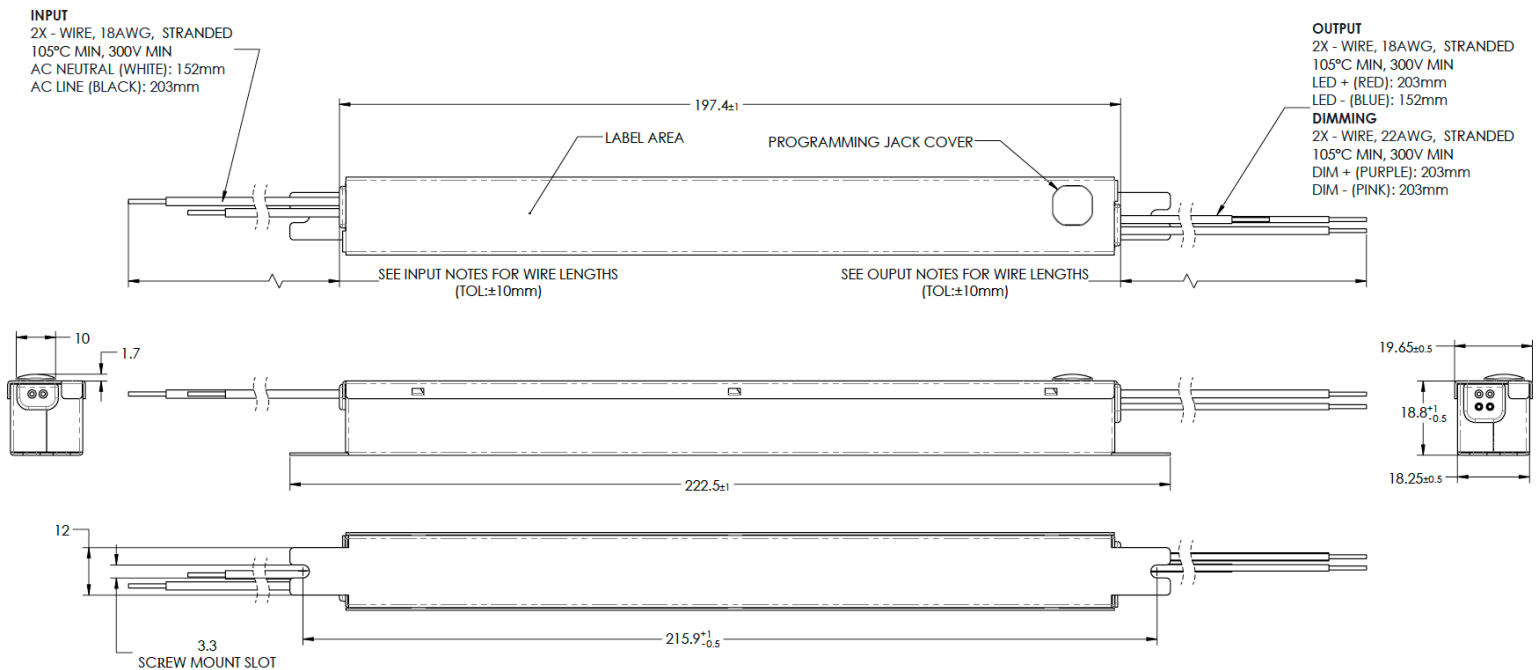 INPUT
2X - WIRE, 18AWG, STRANDED
105°C MIN, 300V MIN
AC NEUTRAL (WHITE): 152mm
AC LINE (BLACK): 203mm
OUTPUT
2X - WIRE, 18AWG, STRANDED
105°C MIN, 300V MIN
LED + (RED): 203mm
LED - (BLUE): 152mm
DIMMING
2X - WIRE, 22AWG, STRANDED
105°C MIN, 300V MIN
DIM + (PURPLE): 203mm
DIM - (PINK): 203mm
197.4±1
LABEL AREA
PROGRAMMING JACK COVER
SEE INPUT NOTES FOR WIRE LENGTHS
(TOL:±10mm)
SEE OUPUT NOTES FOR WIRE LENGTHS
(TOL:±10mm)
10
1.7
19.65±0.5
18.8 +1 -0.5
18.25±0.5
222.5±1
12
215.9 +1 -0.5
3.3
SCREW MOUNT SLOT